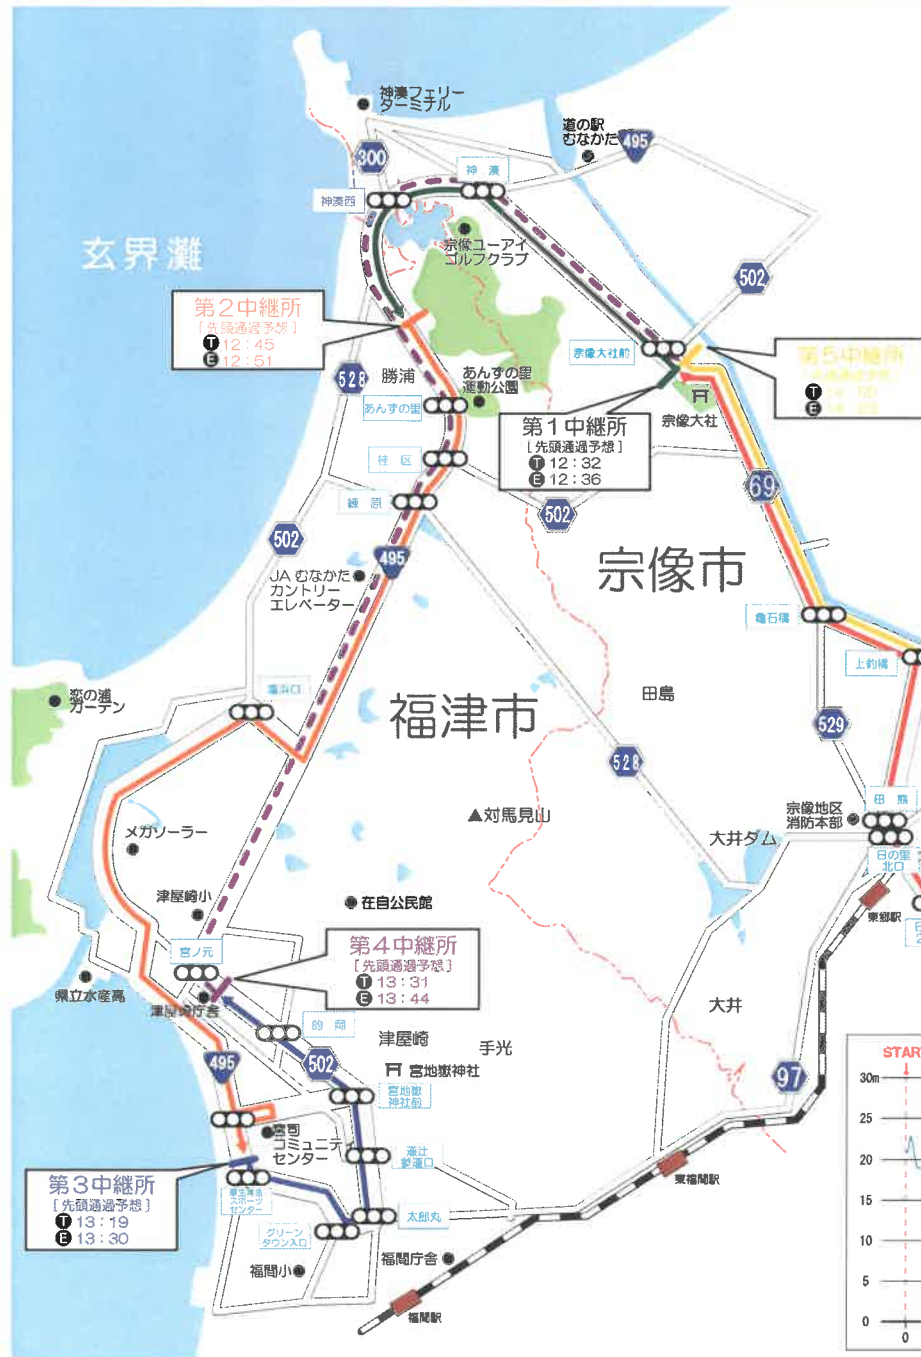 神湊フェリー
ターミナル
道の駅
むなかた
495
300
神 湊
神湊西
玄界灘
宗像ユーアイ
ゴルフクラブ
502
第2中継所
[先頭通過予想]
T 12:45
E 12:51
宗像大社前
第5中継所
T
E
528
勝浦
あんずの里
運動公園
あんずの里
宗像大社
第1中継所
[先頭通過予想]
T 12:32
E 12:36
桂 区
69
練 原
502
502
495
宗像市
JA むなかた
カントリー
エレベーター
亀石橋
上釣橋
恋の浦
ガーデン
塩浜口
福津市
田島
529
528
田 熊
宗像地区
消防本部
▲対馬見山
メガソーラー
大井ダム
日の里
北口
津屋崎小
在自公民館
東郷駅
宮ノ元
第4中継所
[先頭通過予想]
T 13:31
E 13:44
県立水産高
津屋崎庁舎
大井
的 岡
津屋崎
手光
495
502
宮地嶽神社
97
宮地嶽
神社前
START
30m
25
20
15
10
5
0
0
宮司
コミュニティ
センター
東福間駅
第3中継所
[先頭通過予想]
T 13:19
E 13:30
スポーツ
センター
太郎丸
グリーン
タウン入口
福間庁舎
福間小
福間駅